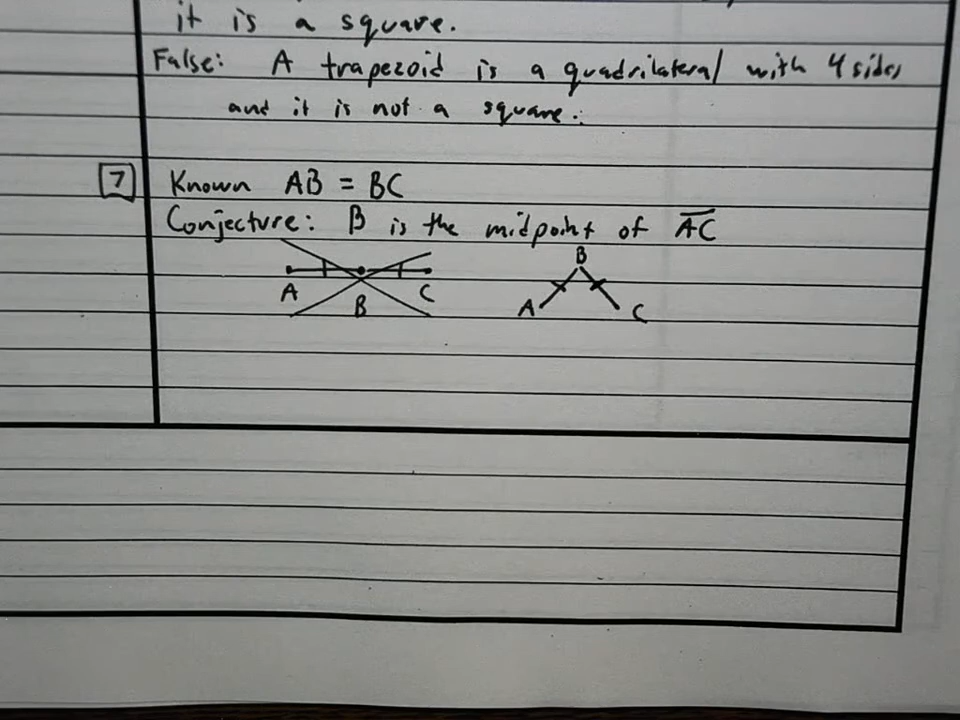 it is a square.
False: A trapezoid is a quadrilateral with 4 sides
and it is not a square.
7 Known AB = BC
Conjecture: B is the midpoint of A̅C̅
A B C
B
A C